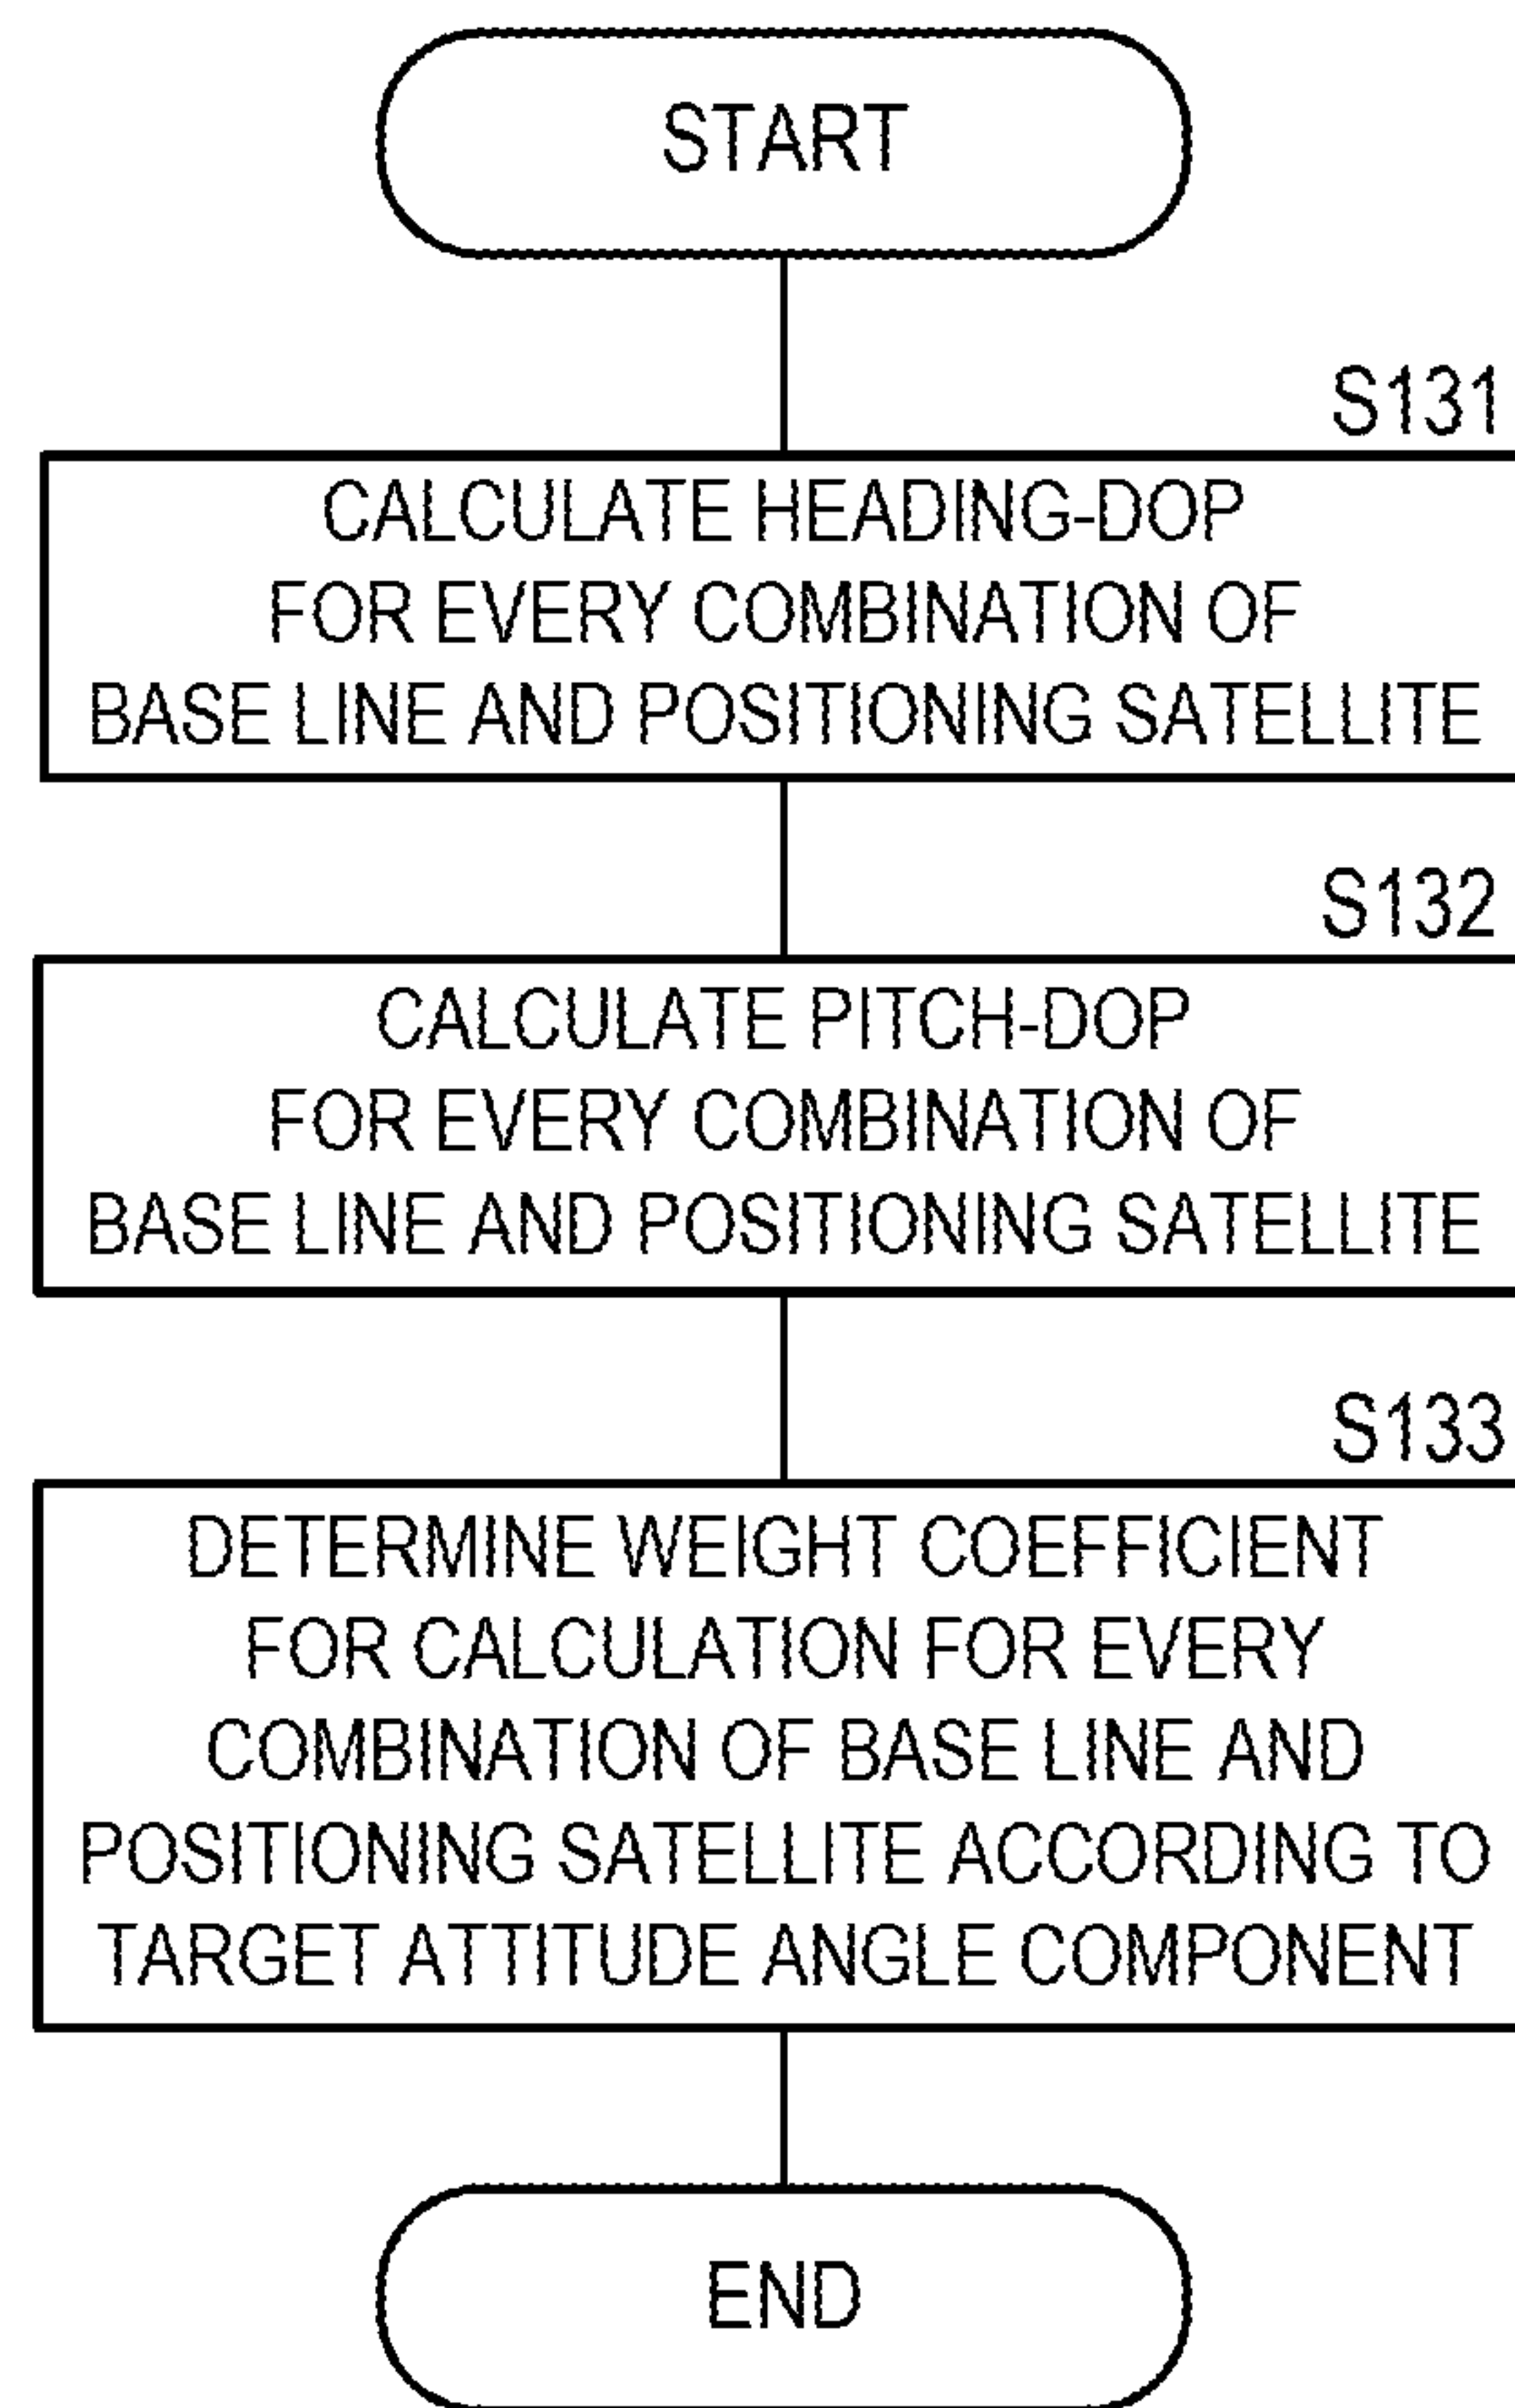 START
S131
CALCULATE HEADING-DOP
FOR EVERY COMBINATION OF
BASE LINE AND POSITIONING SATELLITE
S132
CALCULATE PITCH-DOP
FOR EVERY COMBINATION OF
BASE LINE AND POSITIONING SATELLITE
S133
DETERMINE WEIGHT COEFFICIENT
FOR CALCULATION FOR EVERY
COMBINATION OF BASE LINE AND
POSITIONING SATELLITE ACCORDING TO
TARGET ATTITUDE ANGLE COMPONENT
END